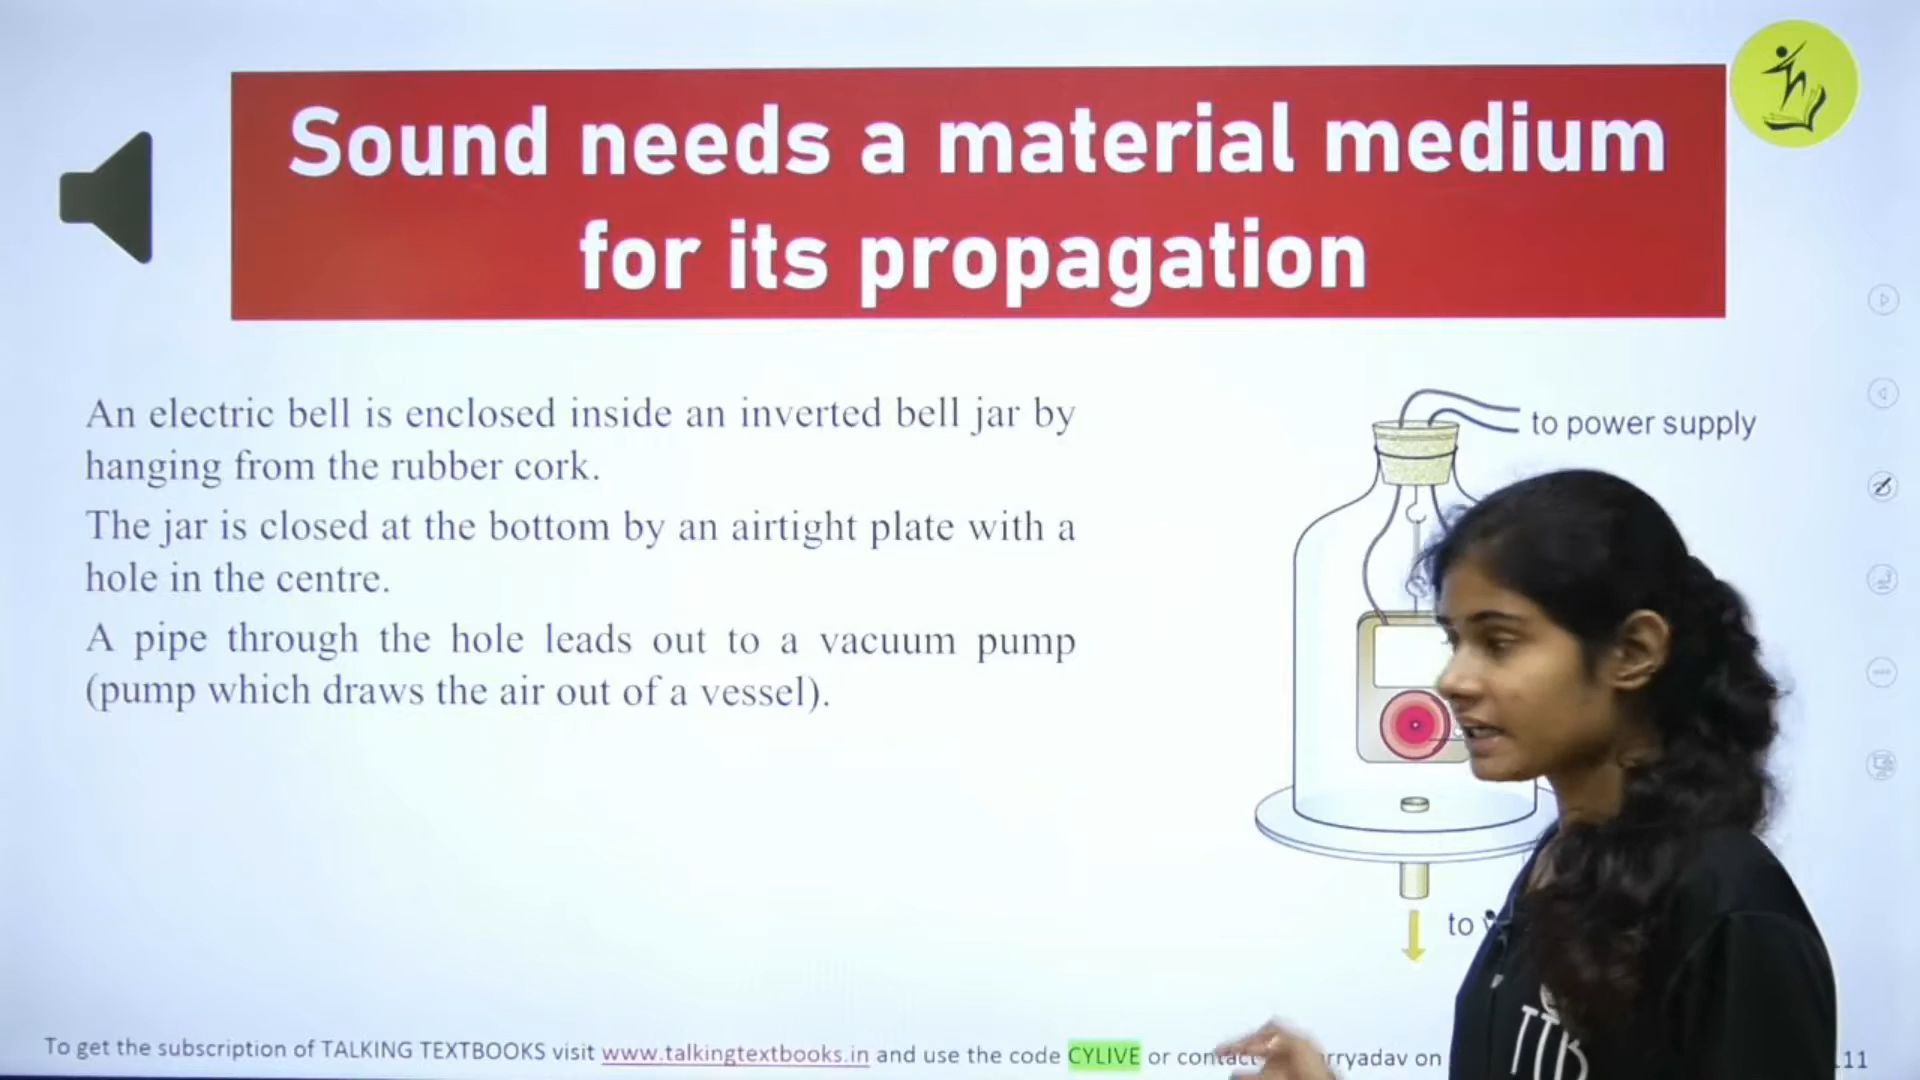 Sound needs a material medium
for its propagation
to power supply
An electric bell is enclosed inside an inverted bell jar by
hanging from the rubber cork.
The jar is closed at the bottom by an airtight plate with a
hole in the centre.
A pipe through the hole leads out to a vacuum pump
(pump which draws the air out of a vessel).
to
To get the subscription of TALKING TEXTBOOKS visit www.talkingtextbooks.in and use the code CYLIVE or contact on
11